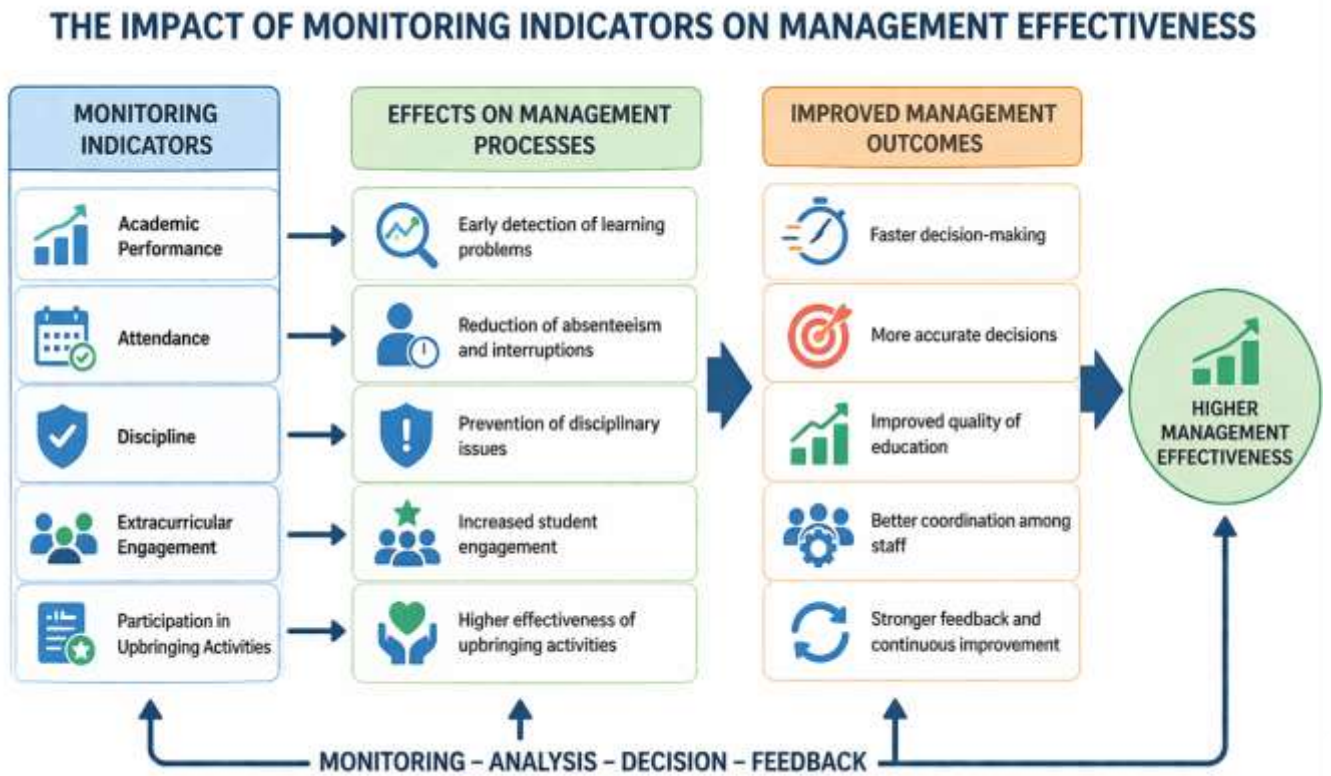 THE IMPACT OF MONITORING INDICATORS ON MANAGEMENT EFFECTIVENESS
MONITORING
INDICATORS
Academic
Performance
Attendance
Discipline
Extracurricular
Engagement
Participation in
Upbringing Activities
EFFECTS ON MANAGEMENT
PROCESSES
Early detection of learning
problems
Reduction of absenteeism
and interruptions
Prevention of disciplinary
issues
Increased student
engagement
Higher effectiveness of
upbringing activities
IMPROVED MANAGEMENT
OUTCOMES
Faster decision-making
More accurate decisions
Improved quality of
education
Better coordination among
staff
Stronger feedback and
continuous improvement
HIGHER
MANAGEMENT
EFFECTIVENESS
MONITORING – ANALYSIS – DECISION – FEEDBACK